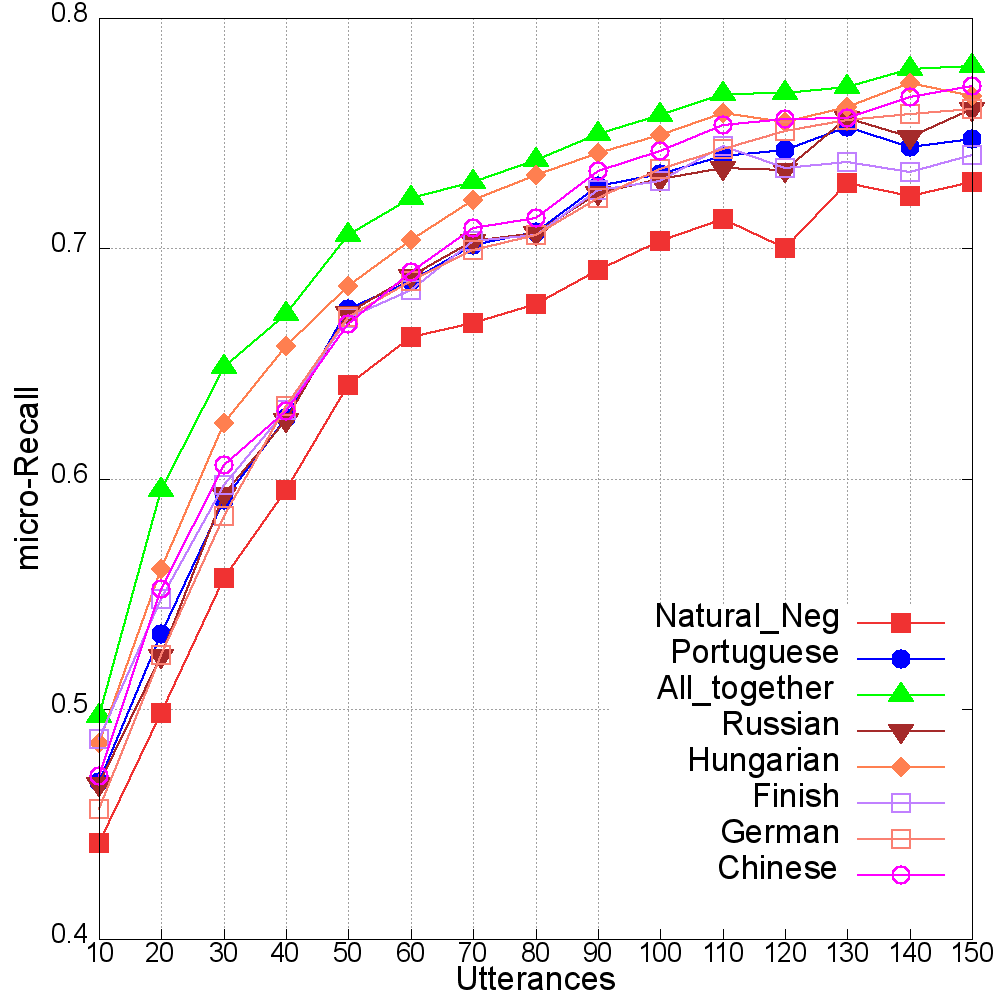 0.8
0.7
0.6
0.5
0.4
micro-Recall
Natural_Neg
Portuguese
All_together
Russian
Hungarian
Finish
German
Chinese
10 20 30 40 50 60 70 80 90 100 110 120 130 140 150
Utterances